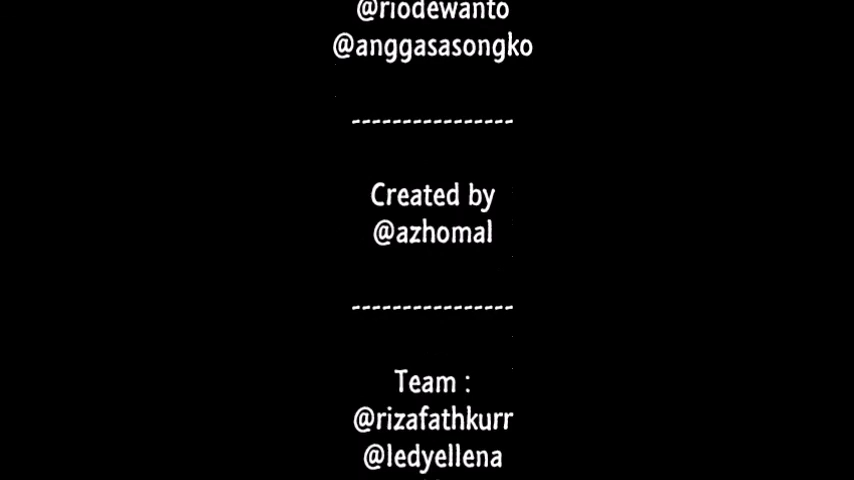 @riodewanto
@anggasasongko
----------------
Created by
@azhomal
----------------
Team :
@rizafathkurr
@ledyellena